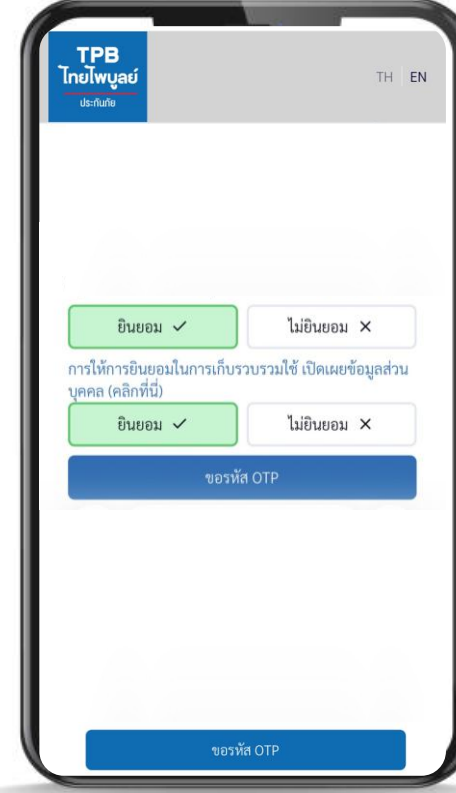 TPB
ไทยไพบูลย์
ประกันภัย
TH EN
ยินยอม ✓ ไม่ยินยอม ✕
การให้การยินยอมในการเก็บรวบรวมใช้ เปิดเผยข้อมูลส่วน
บุคคล (คลิกที่นี่)
ยินยอม ✓ ไม่ยินยอม ✕
ขอรหัส OTP
ขอรหัส OTP